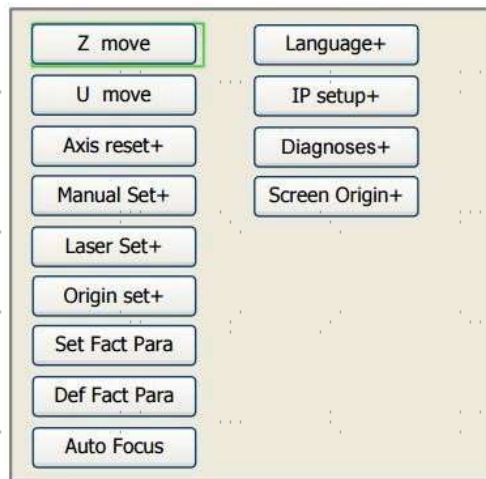 Z move
U move
Axis reset+
Manual Set+
Laser Set+
Origin set+
Set Fact Para
Def Fact Para
Auto Focus
Language+
IP setup+
Diagnoses+
Screen Origin+